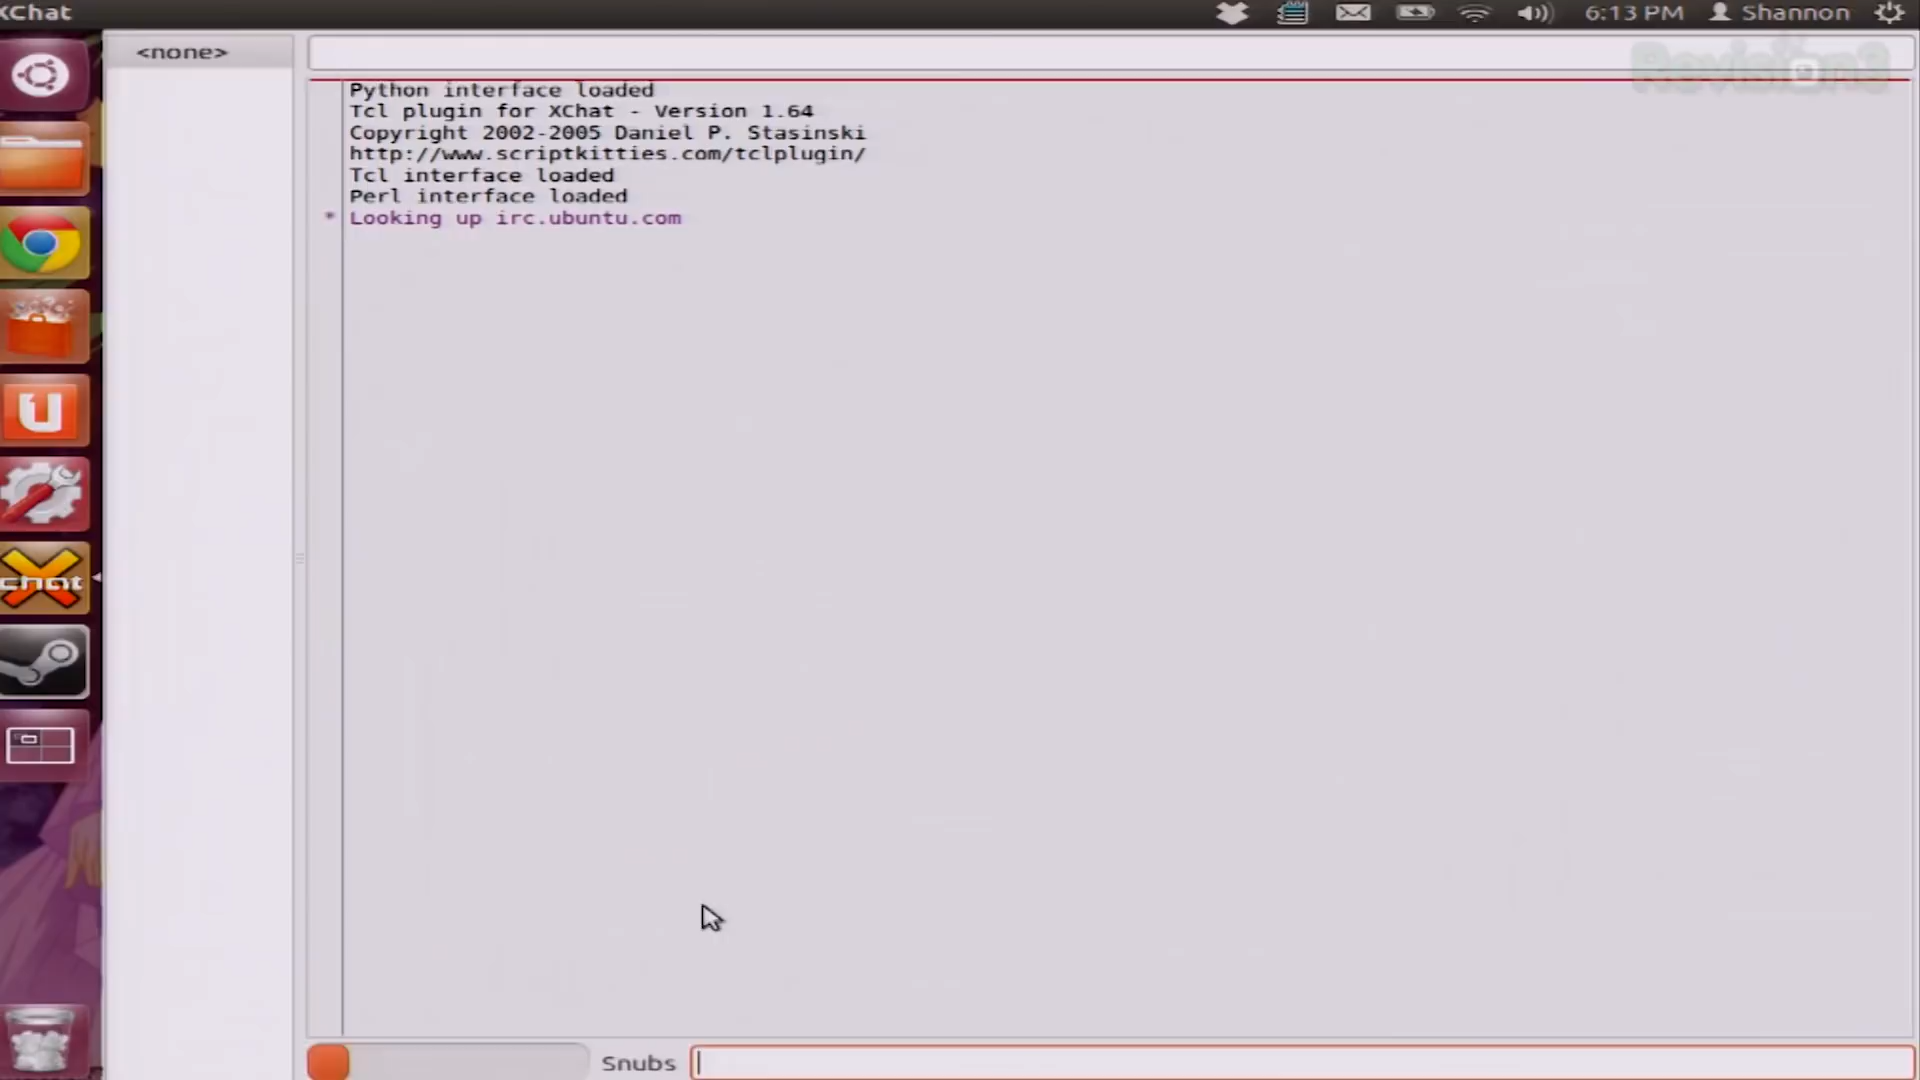 XChat
6:13 PM
Shannon
<none>
Revision3
Python interface loaded
Tcl plugin for XChat - Version 1.64
Copyright 2002-2005 Daniel P. Stasinski
http://www.scriptkitties.com/tclplugin/
Tcl interface loaded
Perl interface loaded
* Looking up irc.ubuntu.com
U
chat
Snubs